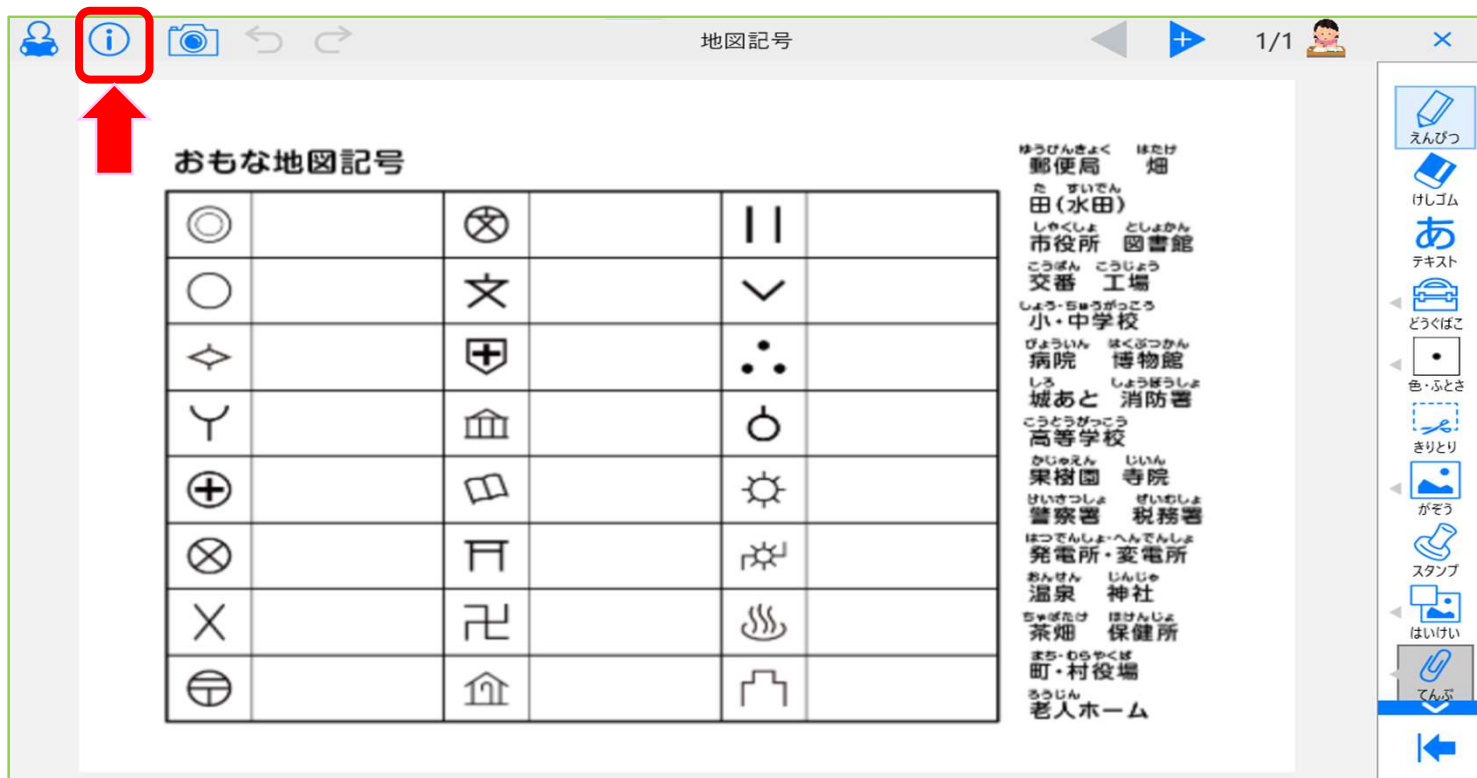 地図記号
1/1
おもな地図記号
ゆうびんきょく はたけ
郵便局 畑
た すいでん
田(水田)
しやくしょ としょかん
市役所 図書館
こうばん こうじょう
交番 工場
しょう・ちゅうがっこう
小・中学校
びょういん はくぶつかん
病院 博物館
しろ しょうぼうしょ
城あと 消防署
こうとうがっこう
高等学校
かじゅえん じいん
果樹園 寺院
けいさつしょ ぜいむしょ
警察署 税務署
はつでんしょ・へんでんしょ
発電所・変電所
おんせん じんじゃ
温泉 神社
ちゃばたけ ほけんじょ
茶畑 保健所
まち・むらやくば
町・村役場
ろうじん
老人ホーム
えんぴつ
けしゴム
あ
テキスト
どうぐばこ
色・ふとさ
きりとり
がぞう
スタンプ
はいけい
てんぷ